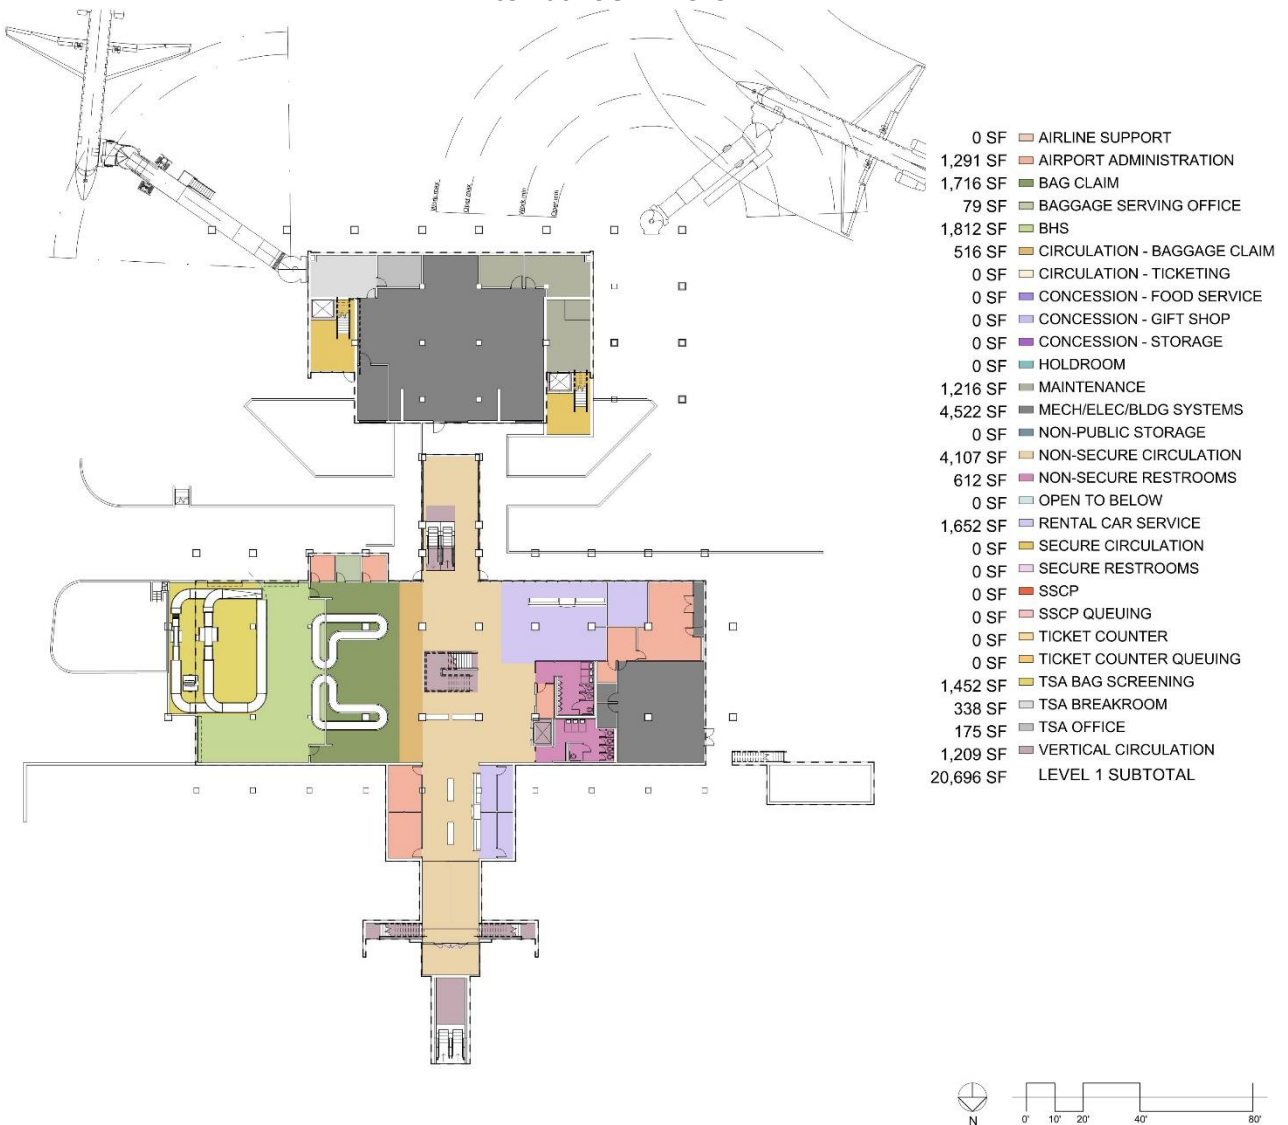 0 SF AIRLINE SUPPORT
1,291 SF AIRPORT ADMINISTRATION
1,716 SF BAG CLAIM
79 SF BAGGAGE SERVING OFFICE
1,812 SF BHS
516 SF CIRCULATION - BAGGAGE CLAIM
0 SF CIRCULATION - TICKETING
0 SF CONCESSION - FOOD SERVICE
0 SF CONCESSION - GIFT SHOP
0 SF CONCESSION - STORAGE
0 SF HOLDROOM
1,216 SF MAINTENANCE
4,522 SF MECH/ELEC/BLDG SYSTEMS
0 SF NON-PUBLIC STORAGE
4,107 SF NON-SECURE CIRCULATION
612 SF NON-SECURE RESTROOMS
0 SF OPEN TO BELOW
1,652 SF RENTAL CAR SERVICE
0 SF SECURE CIRCULATION
0 SF SECURE RESTROOMS
0 SF SSCP
0 SF SSCP QUEUING
0 SF TICKET COUNTER
0 SF TICKET COUNTER QUEUING
1,452 SF TSA BAG SCREENING
338 SF TSA BREAKROOM
175 SF TSA OFFICE
1,209 SF VERTICAL CIRCULATION
20,696 SF LEVEL 1 SUBTOTAL
N
0' 10' 20' 40' 80'